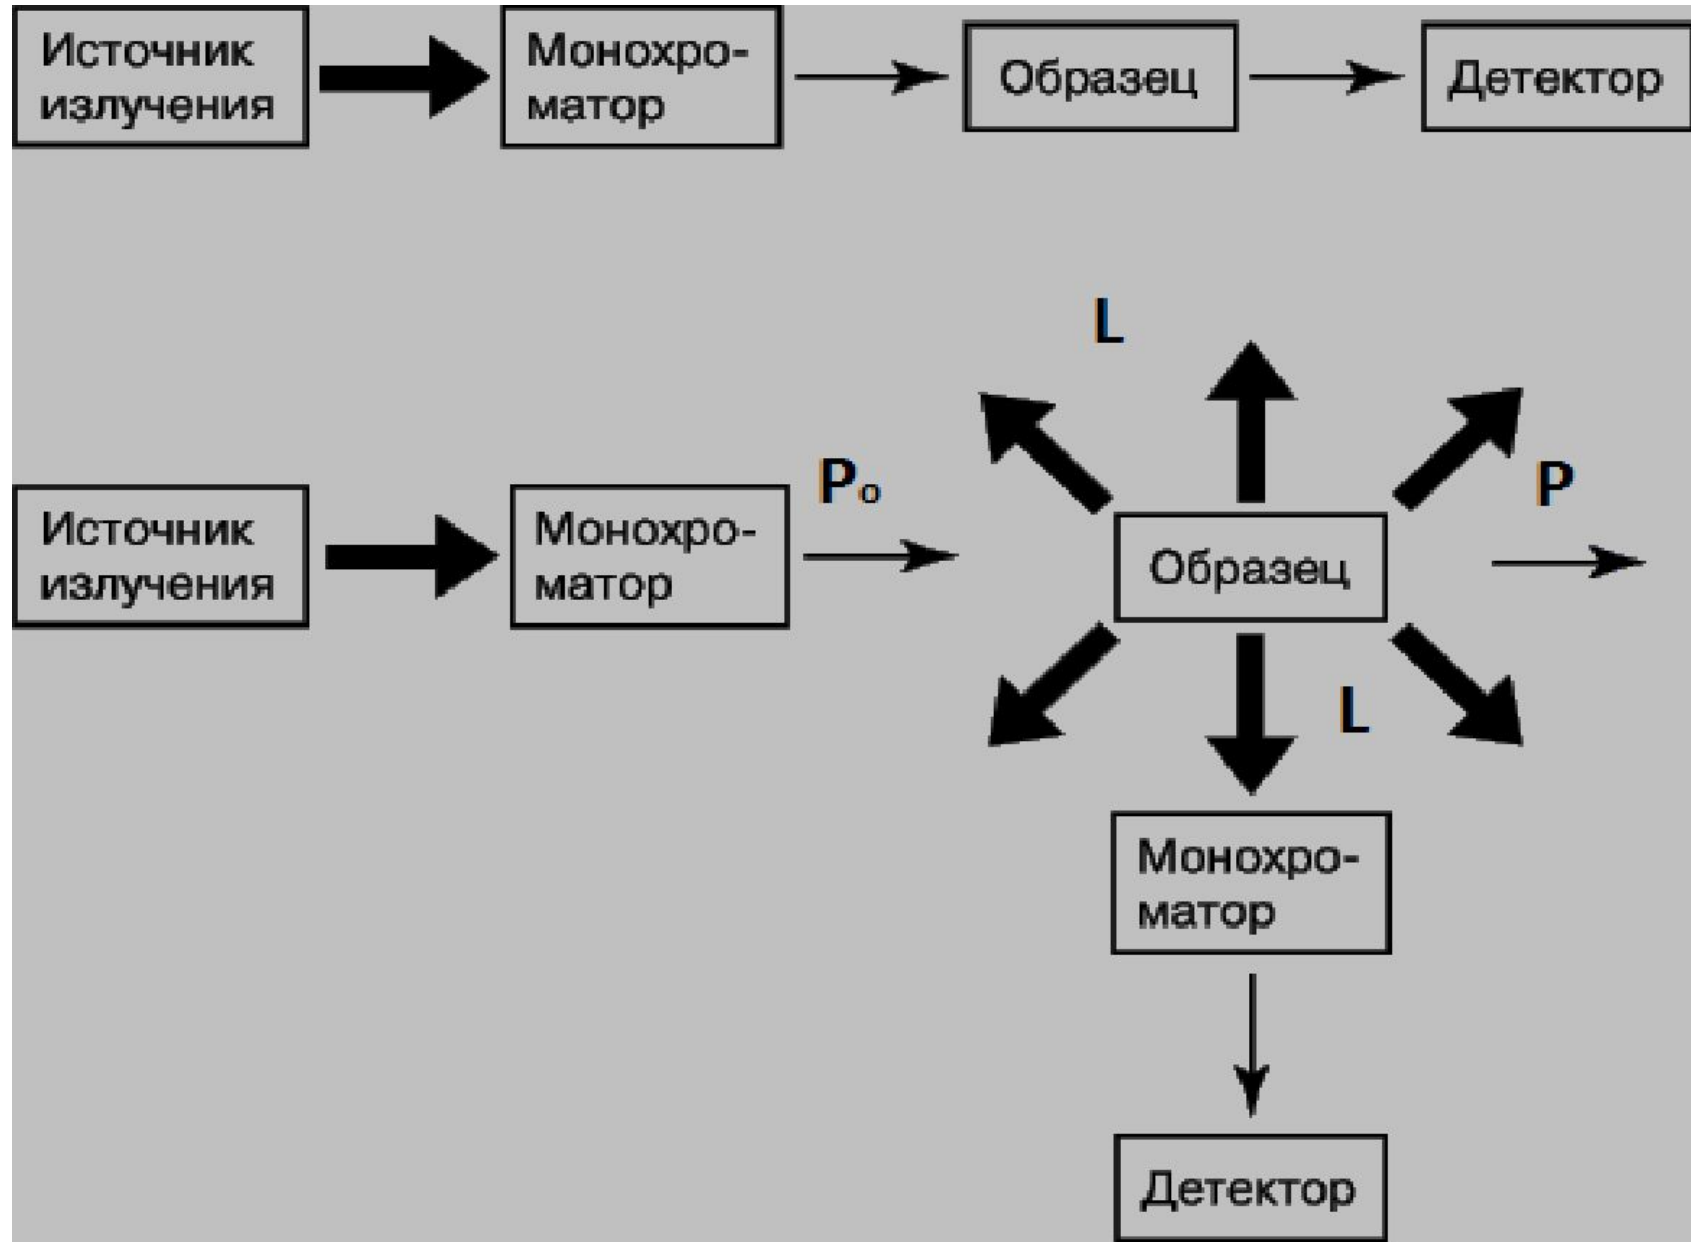 Источник
излучения
Монохро-
матор
Образец
Детектор
L
Источник
излучения
Монохро-
матор
Po
Образец
P
L
Монохро-
матор
Детектор